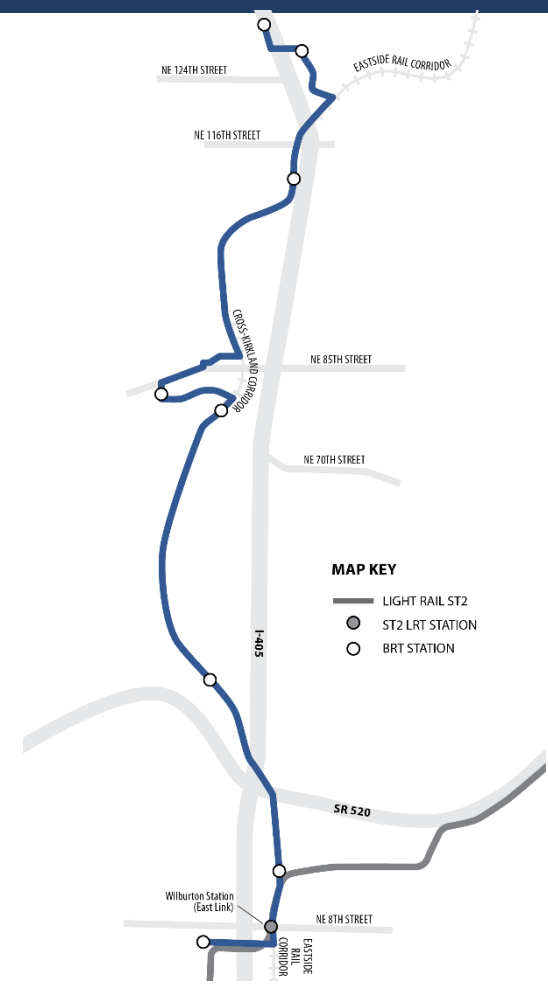 EASTSIDE RAIL CORRIDOR
NE 124TH STREET
NE 116TH STREET
CROSS-KIRKLAND CORRIDOR
NE 85TH STREET
NE 70TH STREET
MAP KEY
LIGHT RAIL ST2
ST2 LRT STATION
BRT STATION
I-405
SR 520
Wilburton Station
(East Link)
NE 8TH STREET
EASTSIDE
RAIL
CORRIDOR